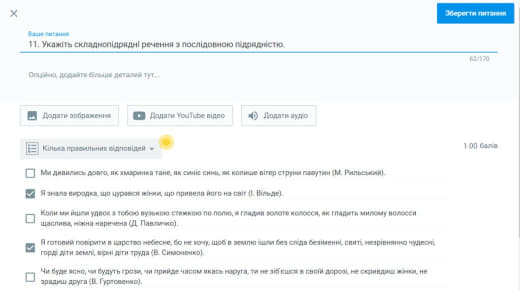 Зберегти питання
Ваше питання
11. Укажіть складнопідрядні речення з послідовною підрядністю.
62/170
Опційно, додайте більше деталей тут...
Додати зображення
Додати YouTube відео
Додати аудіо
Кілька правильних відповідей
1.00 балів
Ми дивились довго, як хмаринка тане, як синіє синь, як колише вітер струни павутин (М. Рильський).
Я знала виродка, що цурався жінки, що привела його на світ (І. Вільде).
Коли ми йшли удвох з тобою вузькою стежкою по полю, я гладив золоте колосся, як гладить милому волосся
щаслива, ніжна наречена (Д. Павличко).
Я готовий повірити в царство небесне, бо не хочу, щоб в землю ішли без сліда безіменні, святі, незрівнянно чудесні,
горді діти землі, вірні діти труда (В. Симоненко).
Чи буде ясно, чи будуть грози, чи прийде часом якась наруга, ти не зіб'єшся в своїй дорозі, не скривдиш жінки, не
зрадиш друга (В. Гуртовенко).